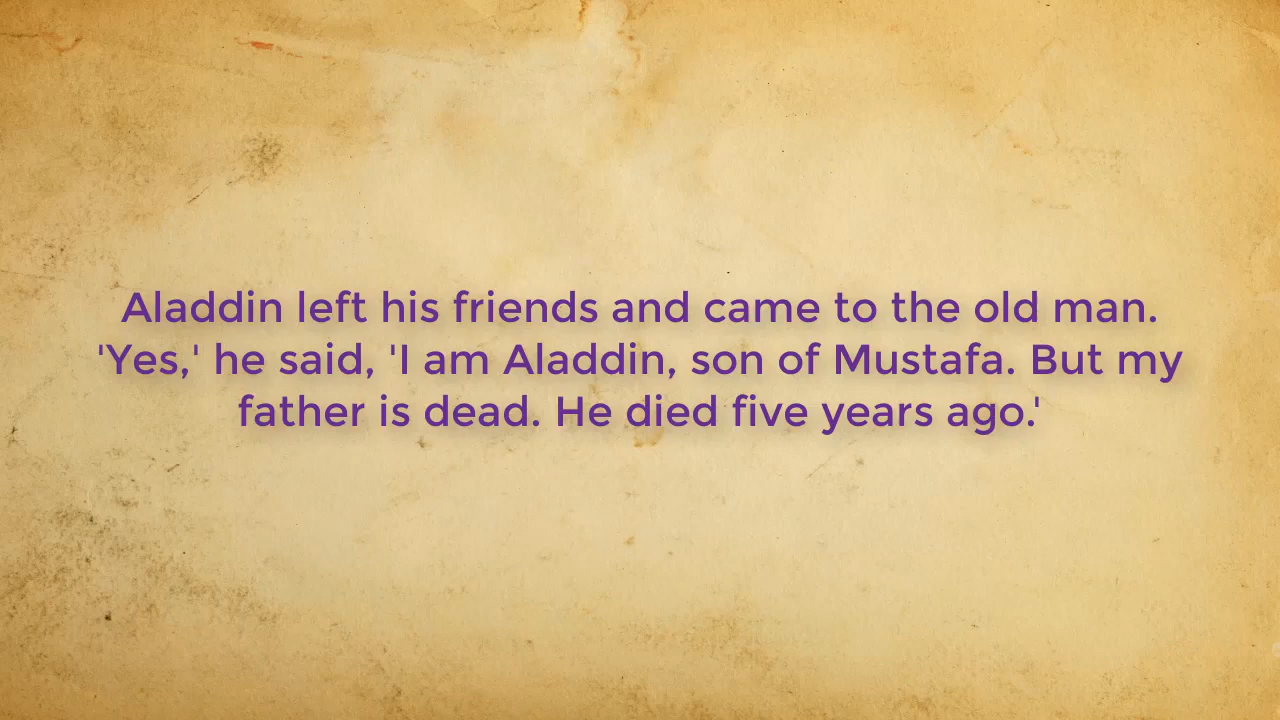 Aladdin left his friends and came to the old man.
'Yes,' he said, 'I am Aladdin, son of Mustafa. But my
father is dead. He died five years ago.'